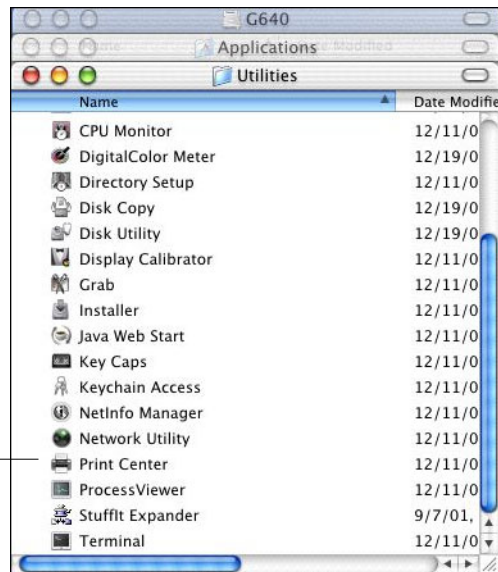 G640
Applications
Utilities
Name Date Modifie
CPU Monitor 12/11/0
DigitalColor Meter 12/19/0
Directory Setup 12/11/0
Disk Copy 12/19/0
Disk Utility 12/19/0
Display Calibrator 12/11/0
Grab 12/11/0
Installer 12/11/0
Java Web Start 12/11/0
Key Caps 12/11/0
Keychain Access 12/11/0
NetInfo Manager 12/11/0
Network Utility 12/11/0
Print Center 12/11/0
ProcessViewer 12/11/0
StuffIt Expander 9/7/01,
Terminal 12/11/0